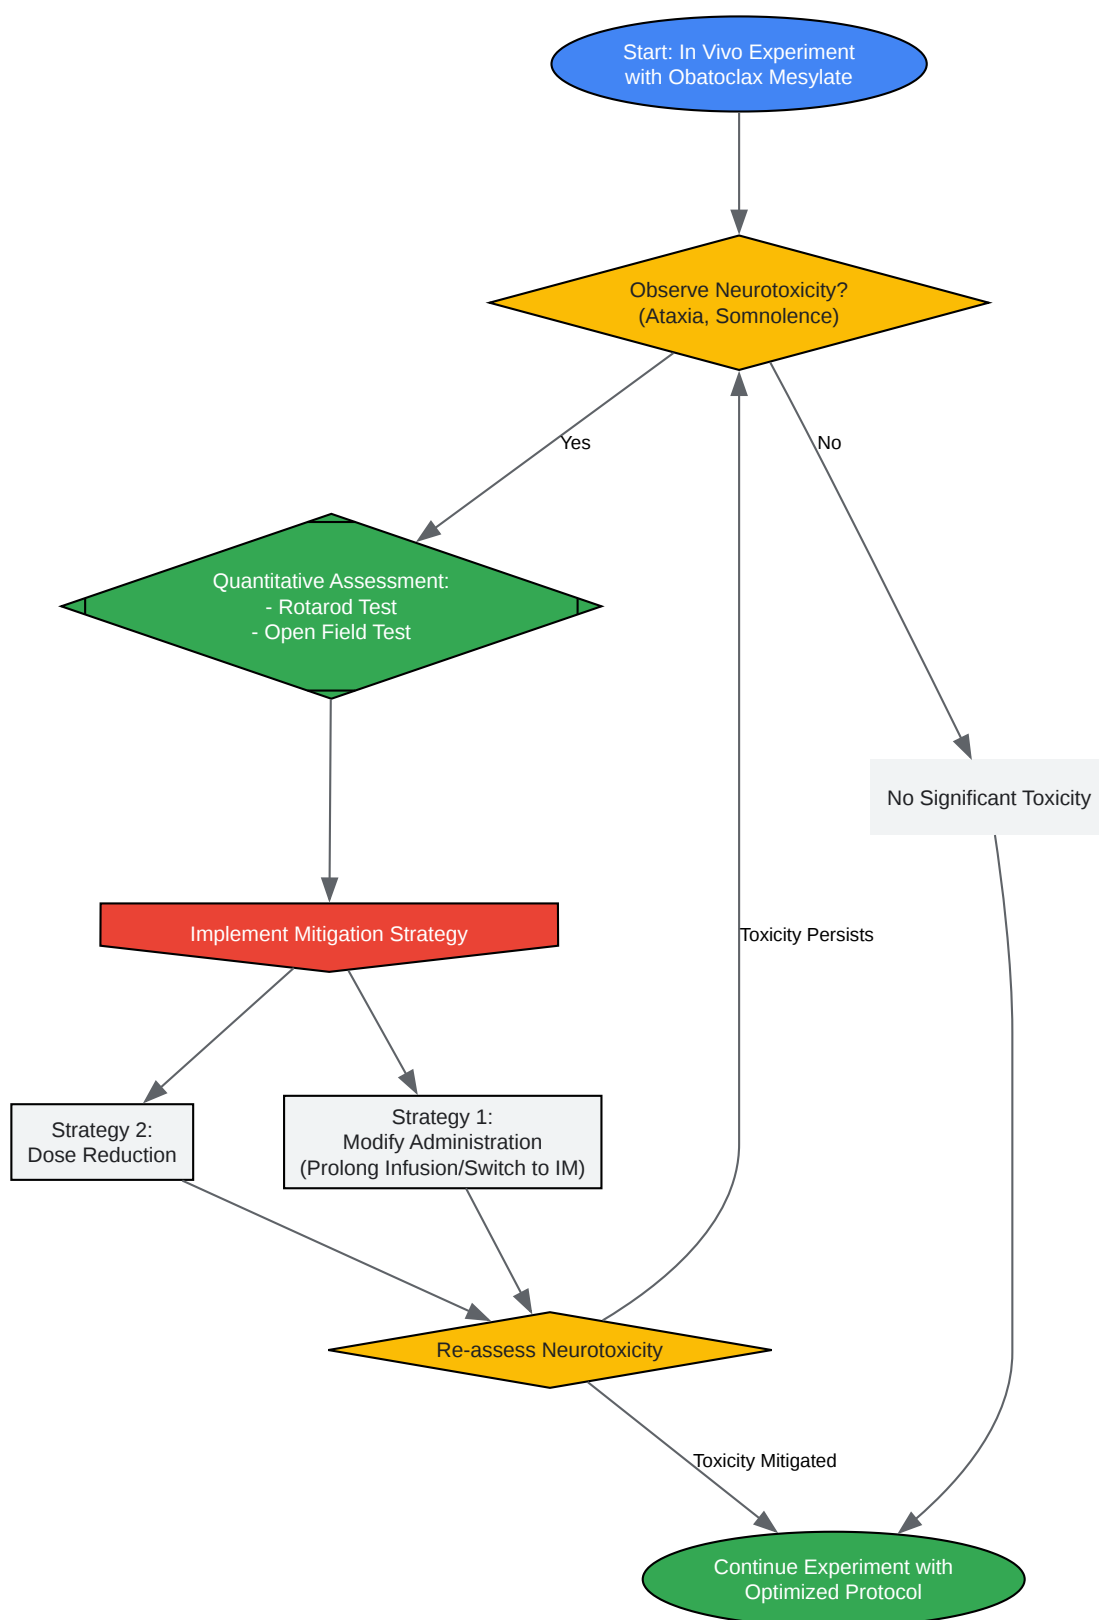 Start: In Vivo Experiment
with Obatoclax Mesylate
Observe Neurotoxicity?
(Ataxia, Somnolence)
Yes
No
Quantitative Assessment:
- Rotarod Test
- Open Field Test
No Significant Toxicity
Implement Mitigation Strategy
Toxicity Persists
Strategy 2:
Dose Reduction
Strategy 1:
Modify Administration
(Prolong Infusion/Switch to IM)
Re-assess Neurotoxicity
Toxicity Mitigated
Continue Experiment with
Optimized Protocol